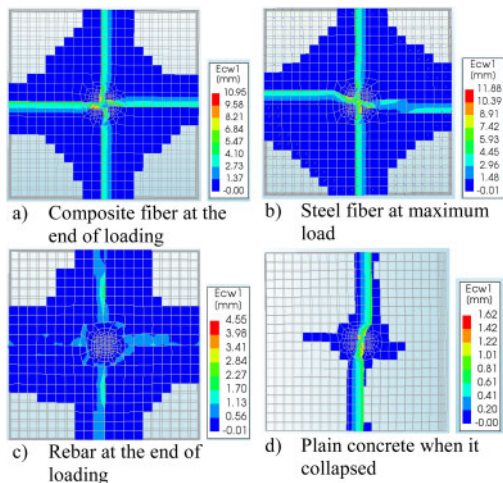 Ecw1
(mm)
10.95
9.58
8.21
6.84
5.47
4.10
2.73
1.37
-0.00
a) Composite fiber at the
end of loading
Ecw1
(mm)
11.88
10.39
8.91
7.42
5.93
4.45
2.96
1.48
-0.01
b) Steel fiber at maximum
load
Ecw1
(mm)
4.55
3.98
3.41
2.84
2.27
1.70
1.13
0.56
-0.01
c) Rebar at the end of
loading
Ecw1
(mm)
1.62
1.42
1.22
1.01
0.81
0.61
0.41
0.20
-0.00
d) Plain concrete when it
collapsed